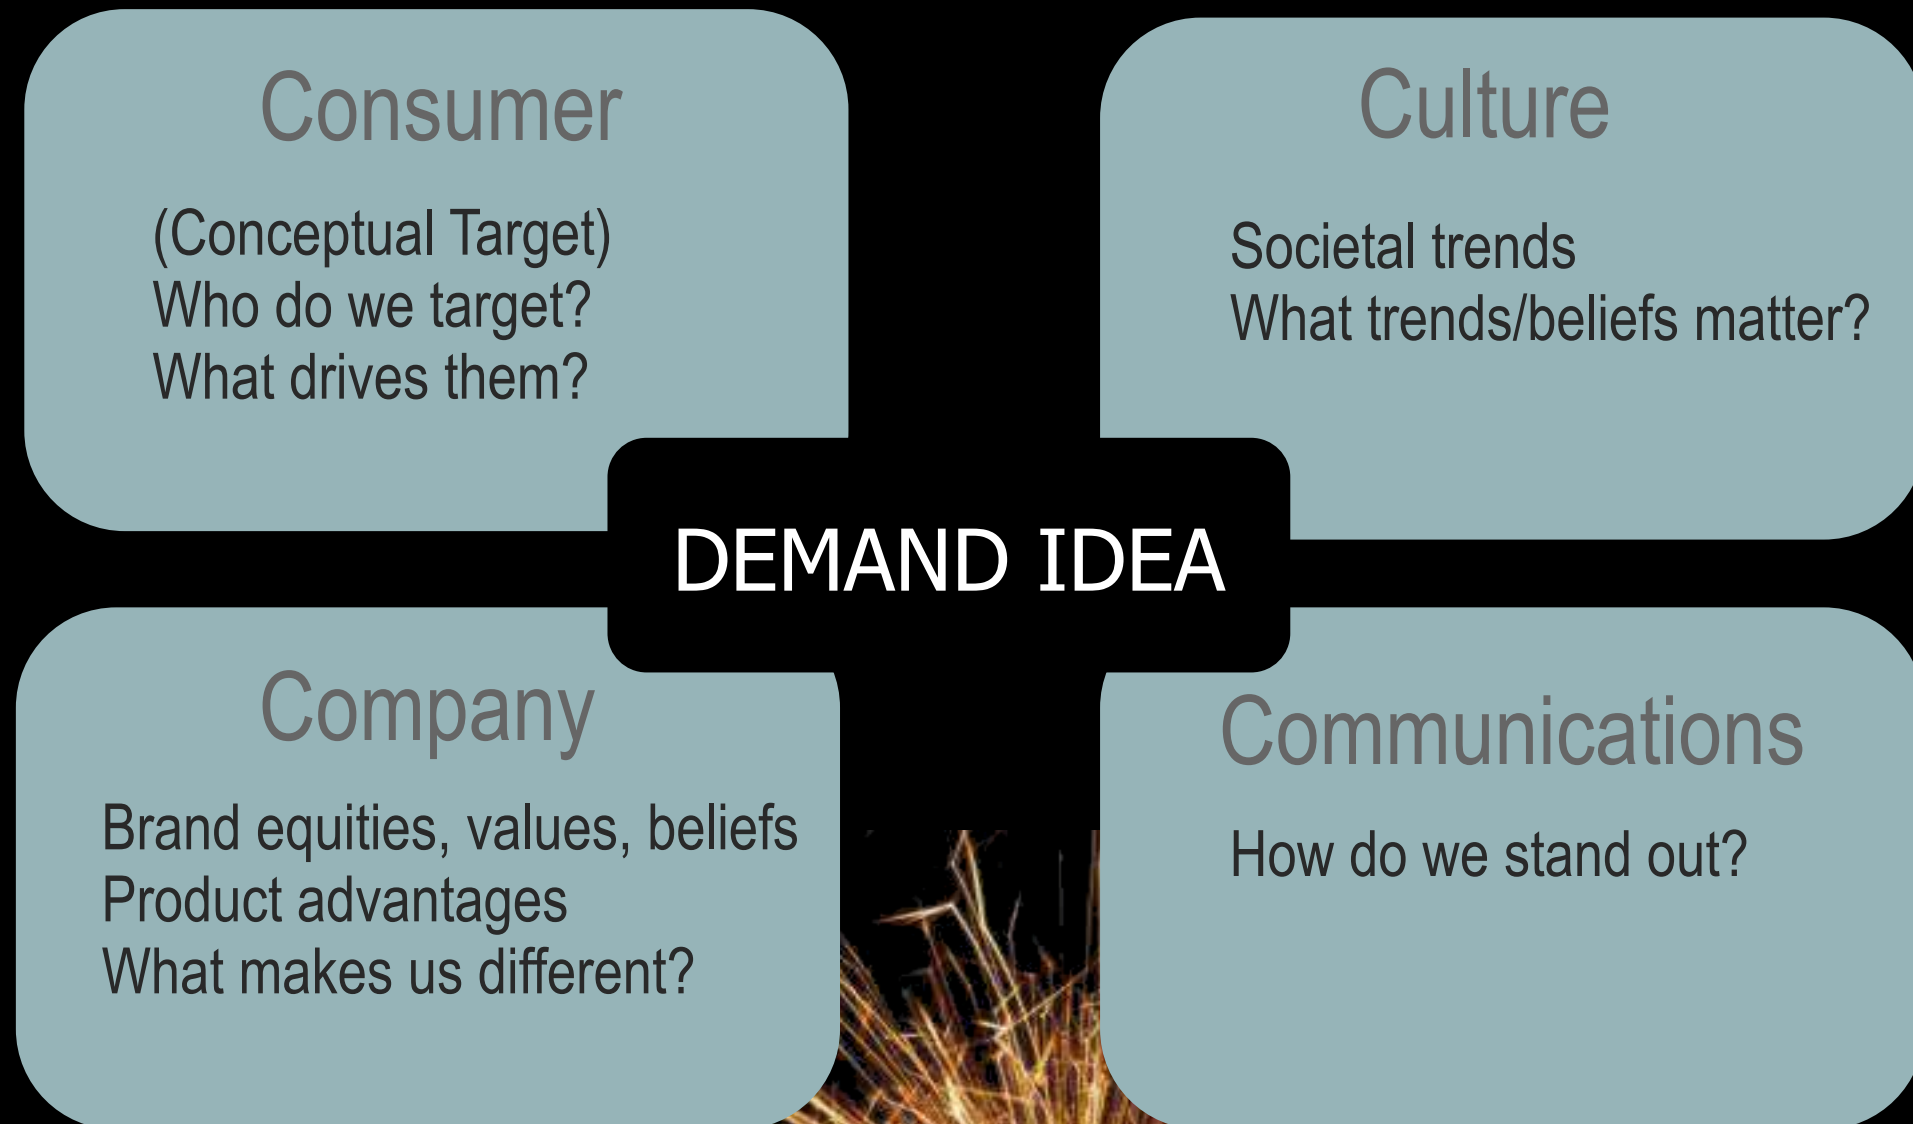 Consumer
(Conceptual Target)
Who do we target?
What drives them?
Culture
Societal trends
What trends/beliefs matter?
DEMAND IDEA
Company
Brand equities, values, beliefs
Product advantages
What makes us different?
Communications
How do we stand out?